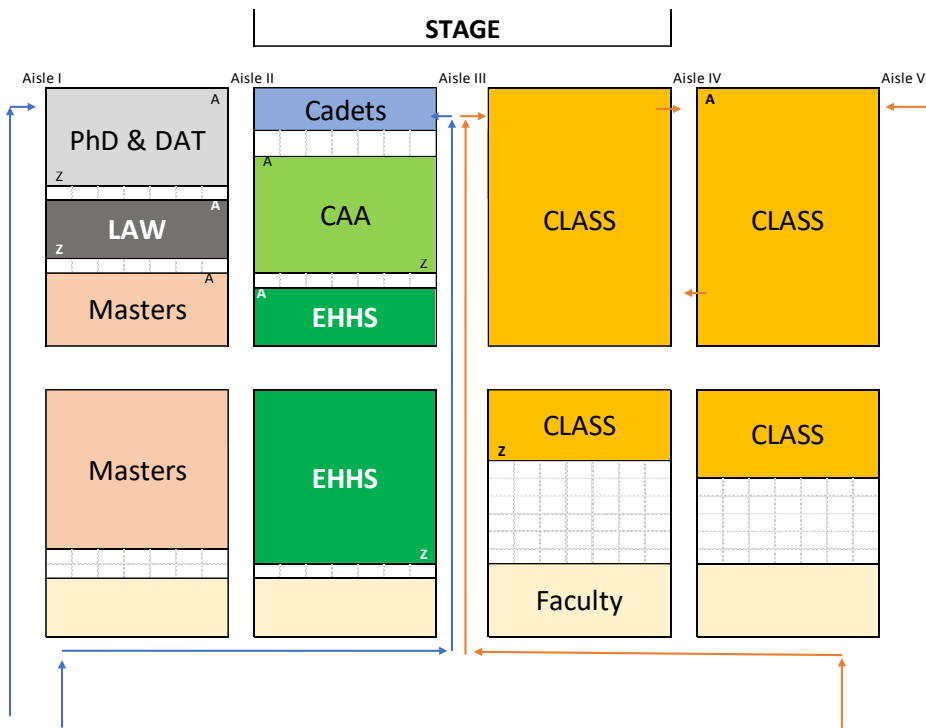 STAGE
Aisle I
Aisle II
Aisle III
Aisle IV
Aisle V
A
PhD & DAT
Z
A
LAW
Z
A
Masters
Masters
Cadets
A
CAA
Z
A
EHHS
EHHS
Z
CLASS
CLASS
Z
Faculty
A
CLASS
CLASS